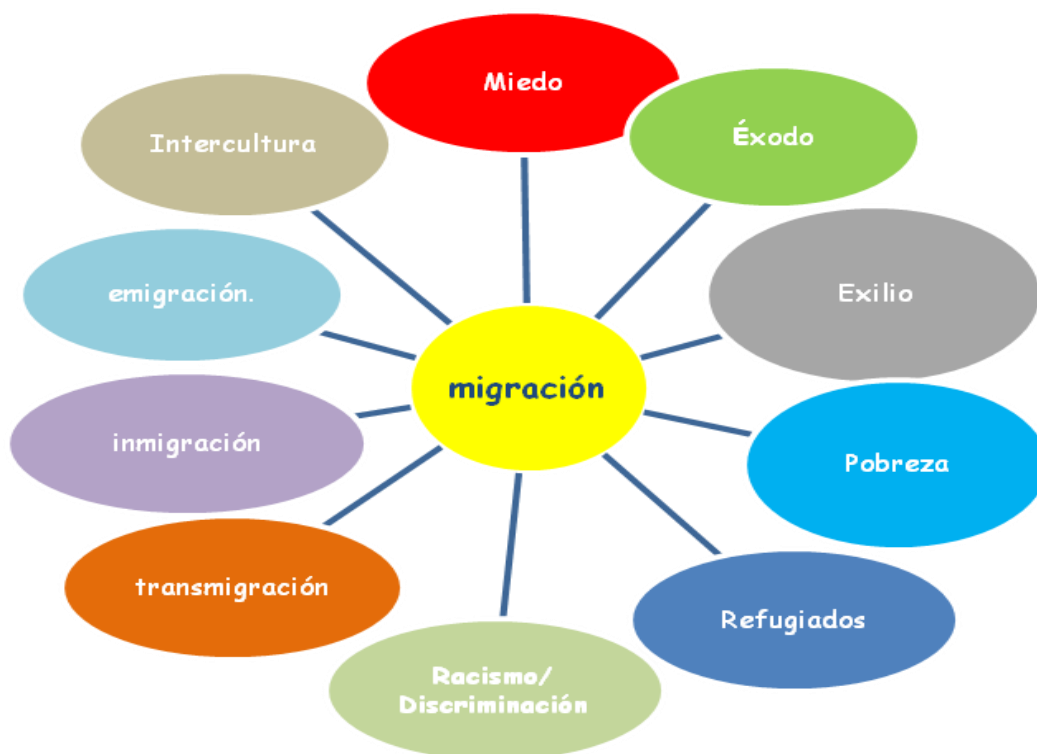 Miedo
Éxodo
Intercultura
emigración.
Exilio
migración
inmigración
Pobreza
transmigración
Refugiados
Racismo/
Discriminación